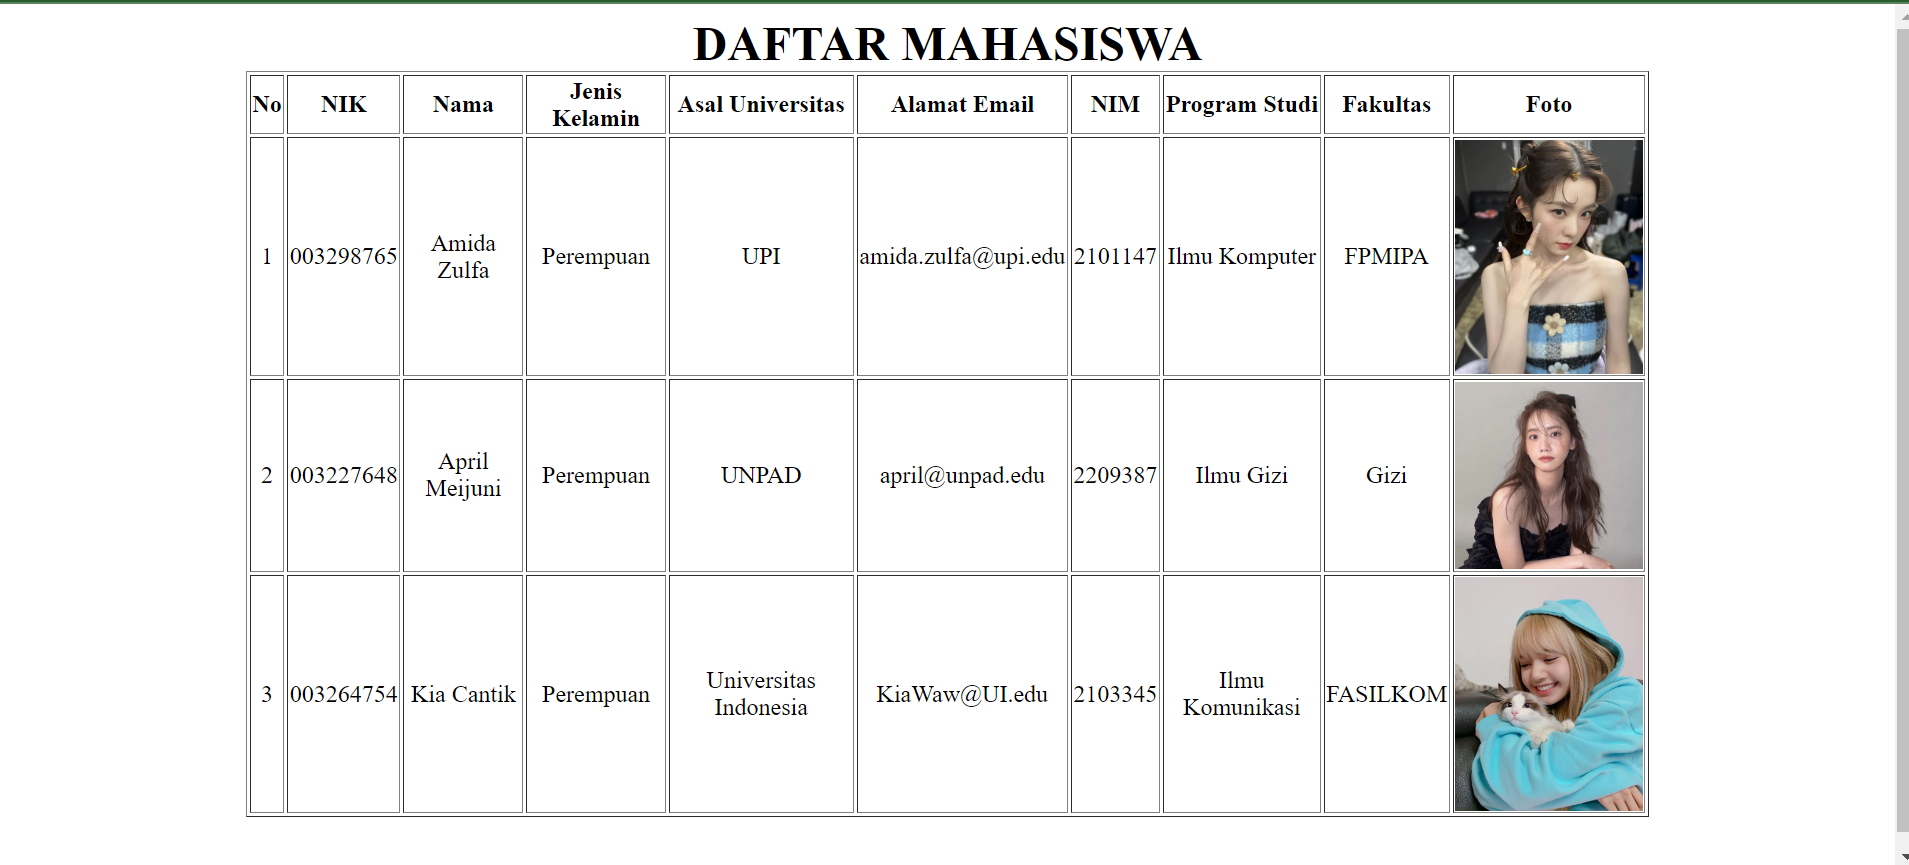 DAFTAR MAHASISWA
No NIK Nama Jenis Kelamin Asal Universitas Alamat Email NIM Program Studi Fakultas Foto
1 003298765 Amida Zulfa Perempuan UPI amida.zulfa@upi.edu 2101147 Ilmu Komputer FPMIPA
2 003227648 April Meijuni Perempuan UNPAD april@unpad.edu 2209387 Ilmu Gizi Gizi
3 003264754 Kia Cantik Perempuan Universitas Indonesia KiaWaw@UI.edu 2103345 Ilmu Komunikasi FASILKOM